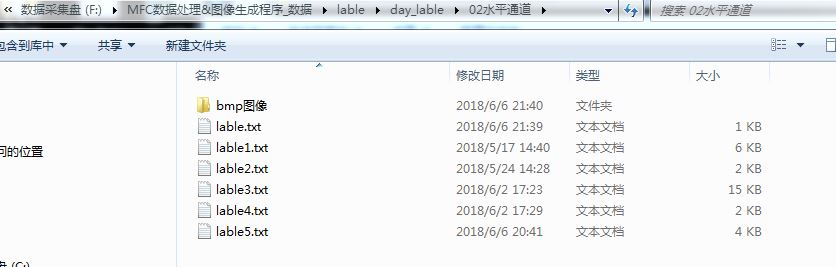 « 数据采集盘 (F:) ▸ MFC数据处理&图像生成程序_数据 ▸ lable ▸ day_lable ▸ 02水平通道
搜索 02水平通道
包含到库中 共享 新建文件夹
名称 修改日期 类型 大小
bmp图像 2018/6/6 21:40 文件夹
lable.txt 2018/6/6 21:39 文本文档 1 KB
lable1.txt 2018/5/17 14:40 文本文档 6 KB
lable2.txt 2018/5/24 14:28 文本文档 2 KB
问的位置
lable3.txt 2018/6/2 17:23 文本文档 15 KB
lable4.txt 2018/6/2 17:29 文本文档 2 KB
lable5.txt 2018/6/6 20:41 文本文档 4 KB
盘 (C:)